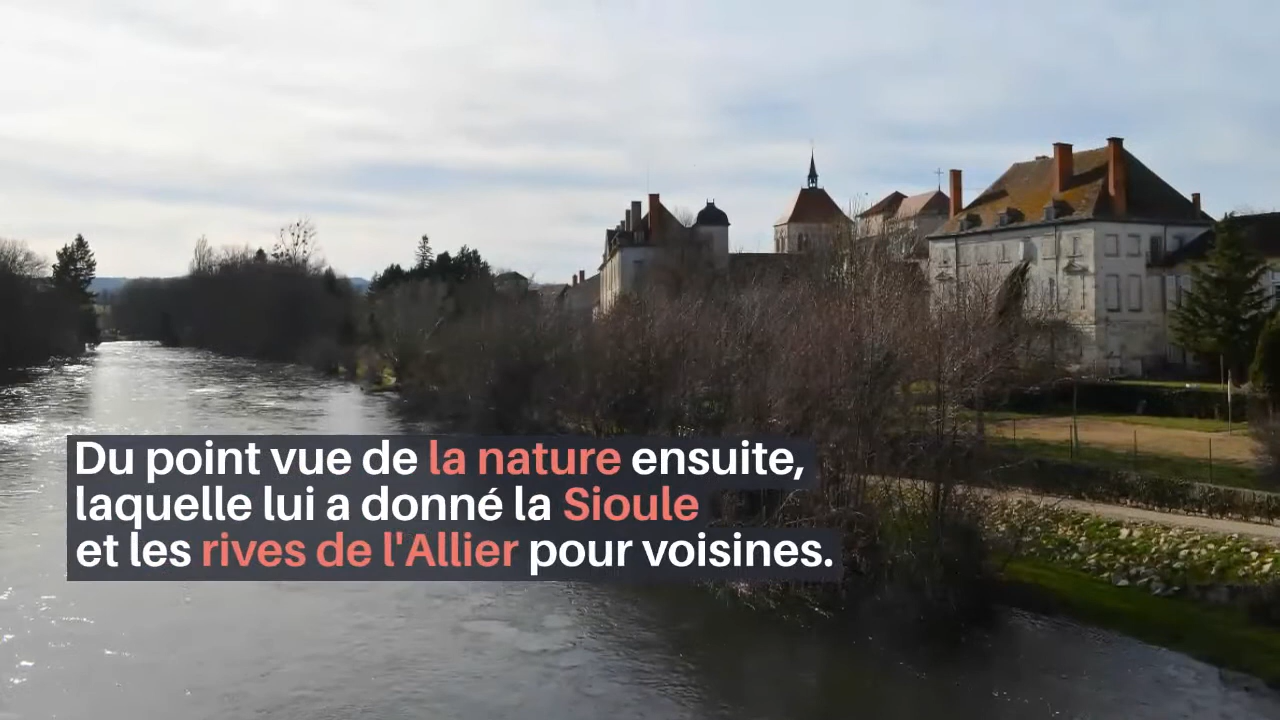 Du point vue de la nature ensuite,
laquelle lui a donné la Sioule
et les rives de l'Allier pour voisines.